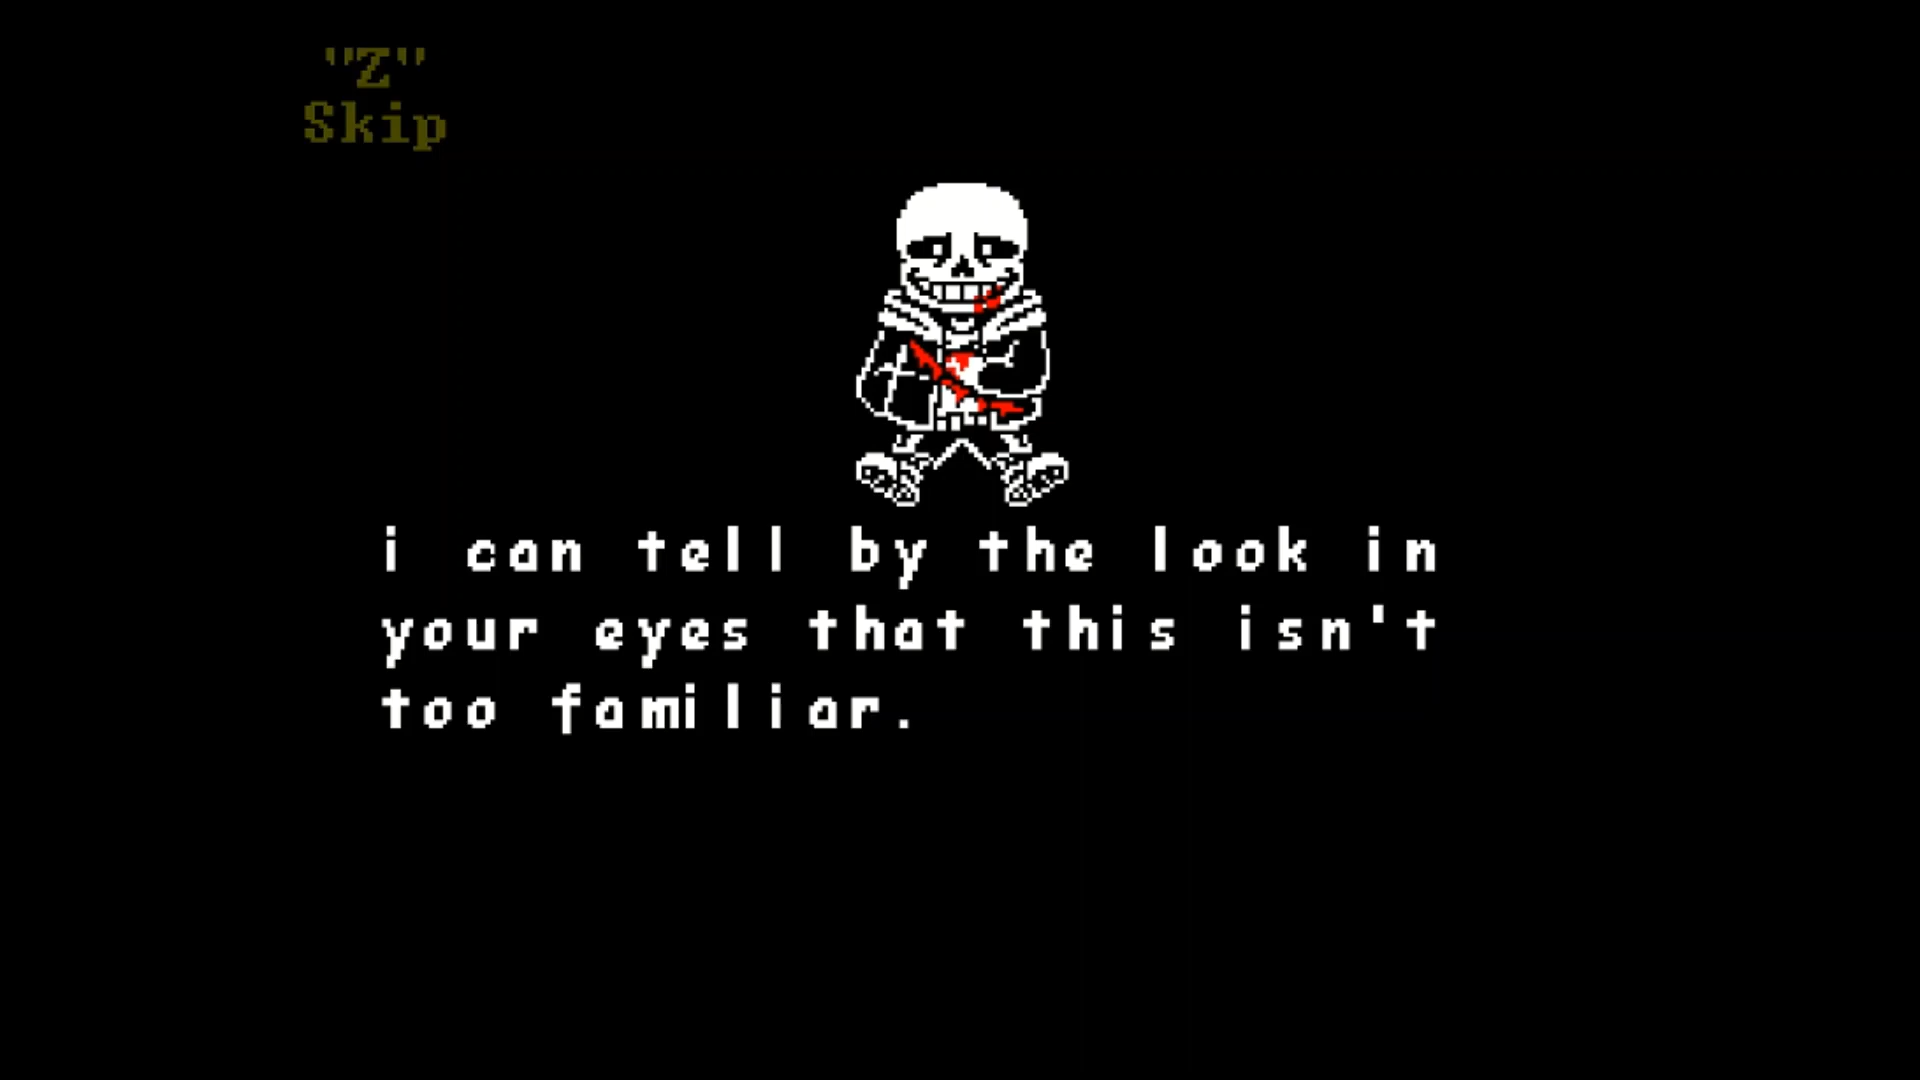 "Z"
Skip
i can tell by the look in
your eyes that this isn't
too familiar.